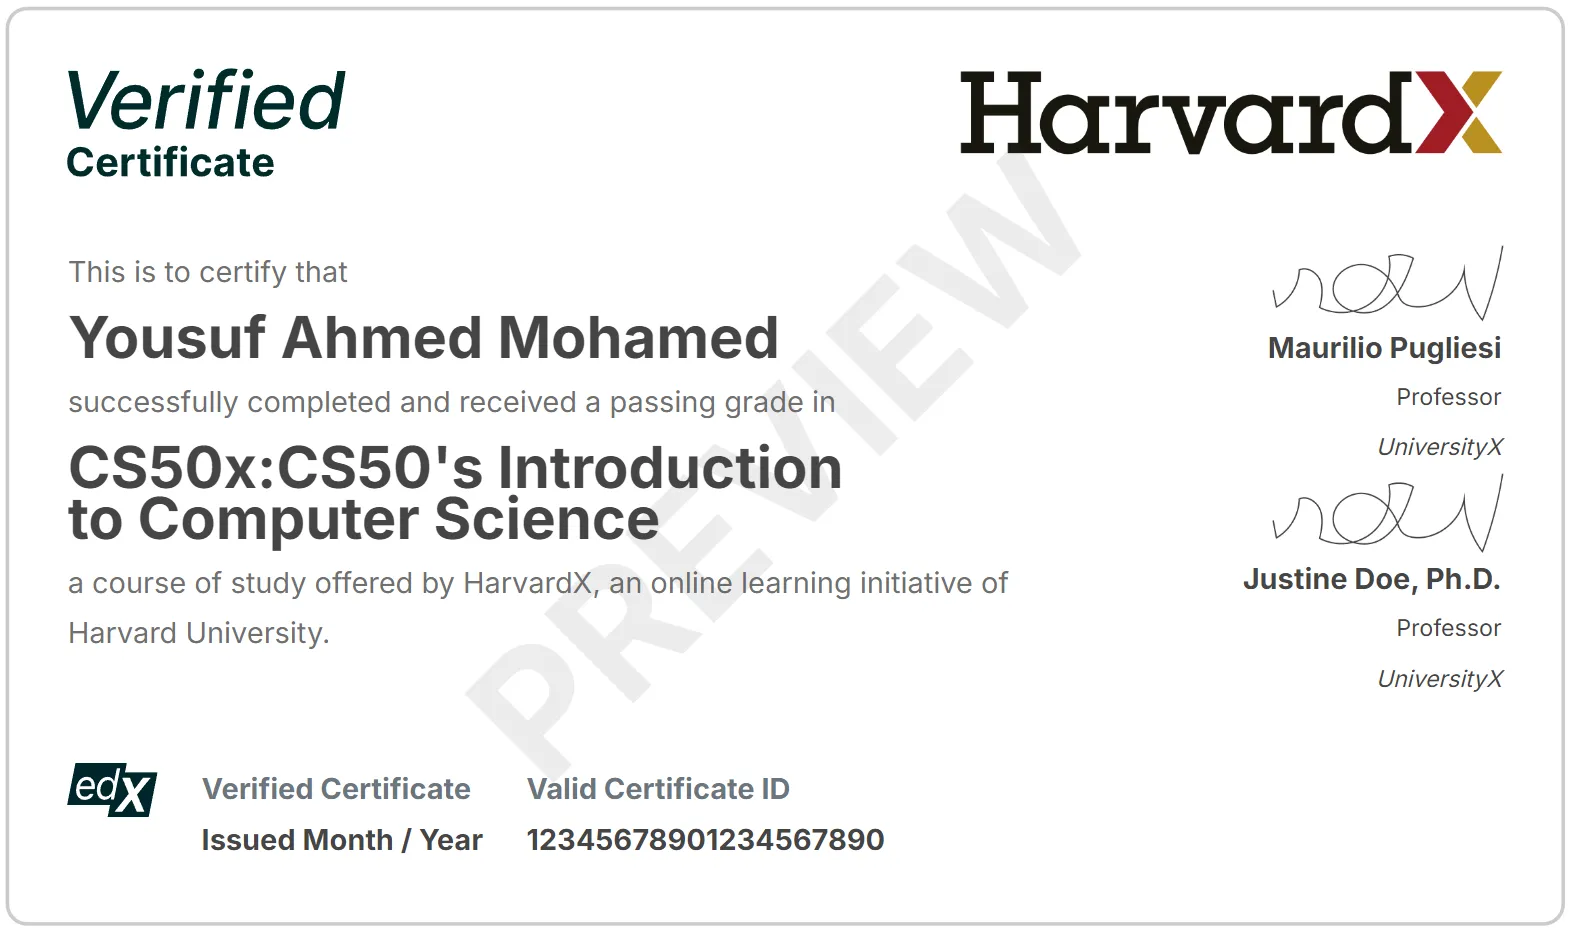 Verified
Certificate
HarvardX
This is to certify that
Yousuf Ahmed Mohamed
successfully completed and received a passing grade in
CS50x:CS50's Introduction
to Computer Science
a course of study offered by HarvardX, an online learning initiative of
Harvard University.
PREVIEW
Maurilio Pugliesi
Professor
UniversityX
Justine Doe, Ph.D.
Professor
UniversityX
edX
Verified Certificate
Issued Month / Year
Valid Certificate ID
12345678901234567890